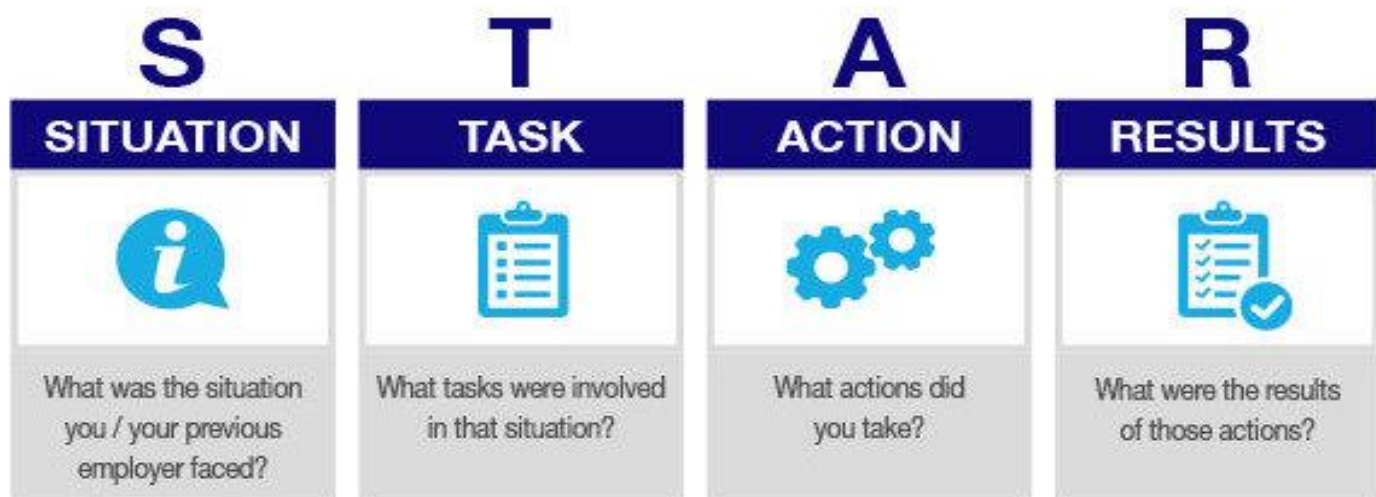 S
SITUATION
i
What was the situation
you / your previous
employer faced?
T
TASK
What tasks were involved
in that situation?
A
ACTION
What actions did
you take?
R
RESULTS
What were the results
of those actions?